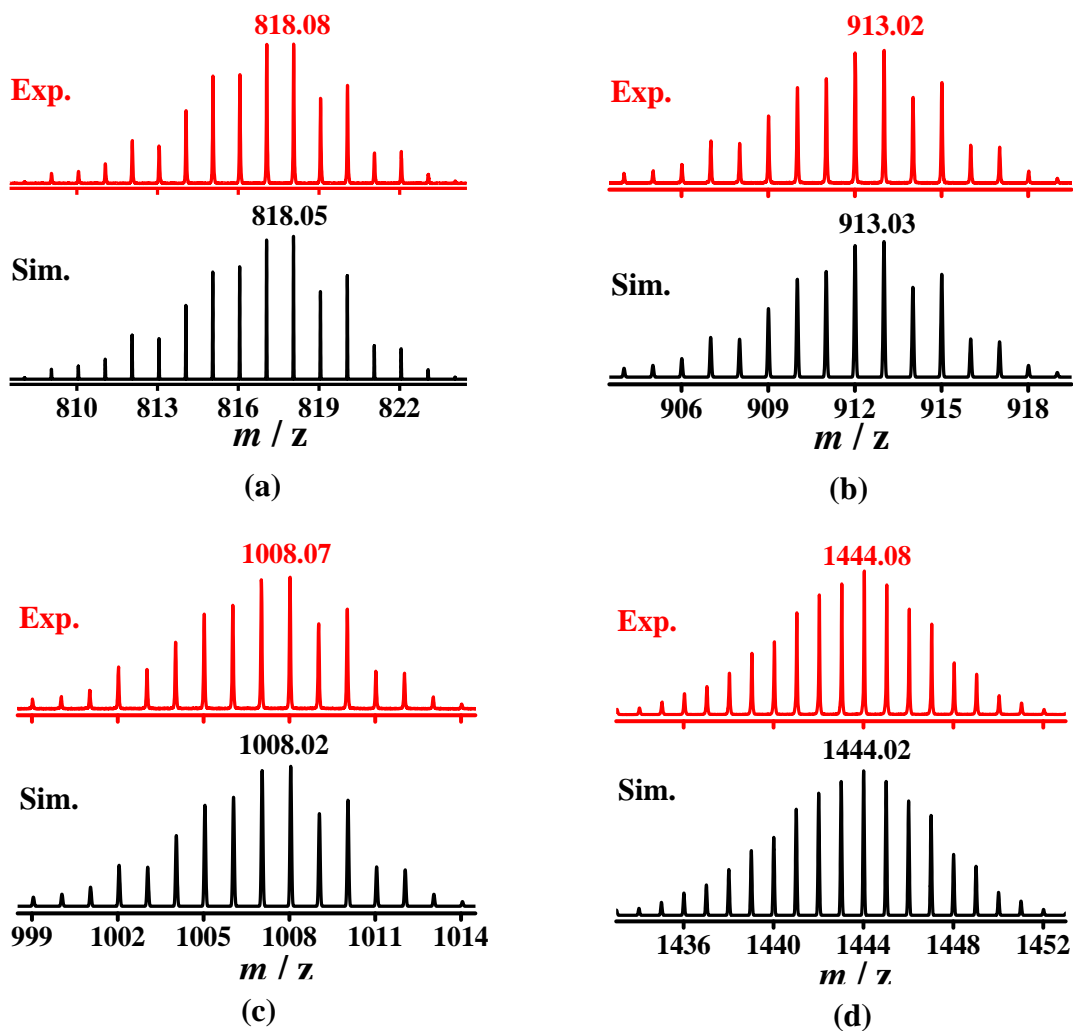 818.08
Exp.
818.05
Sim.
810 813 816 819 822
m / z
(a)
913.02
Exp.
913.03
Sim.
906 909 912 915 918
m / z
(b)
1008.07
Exp.
1008.02
Sim.
999 1002 1005 1008 1011 1014
m / z
(c)
1444.08
Exp.
1444.02
Sim.
1436 1440 1444 1448 1452
m / z
(d)